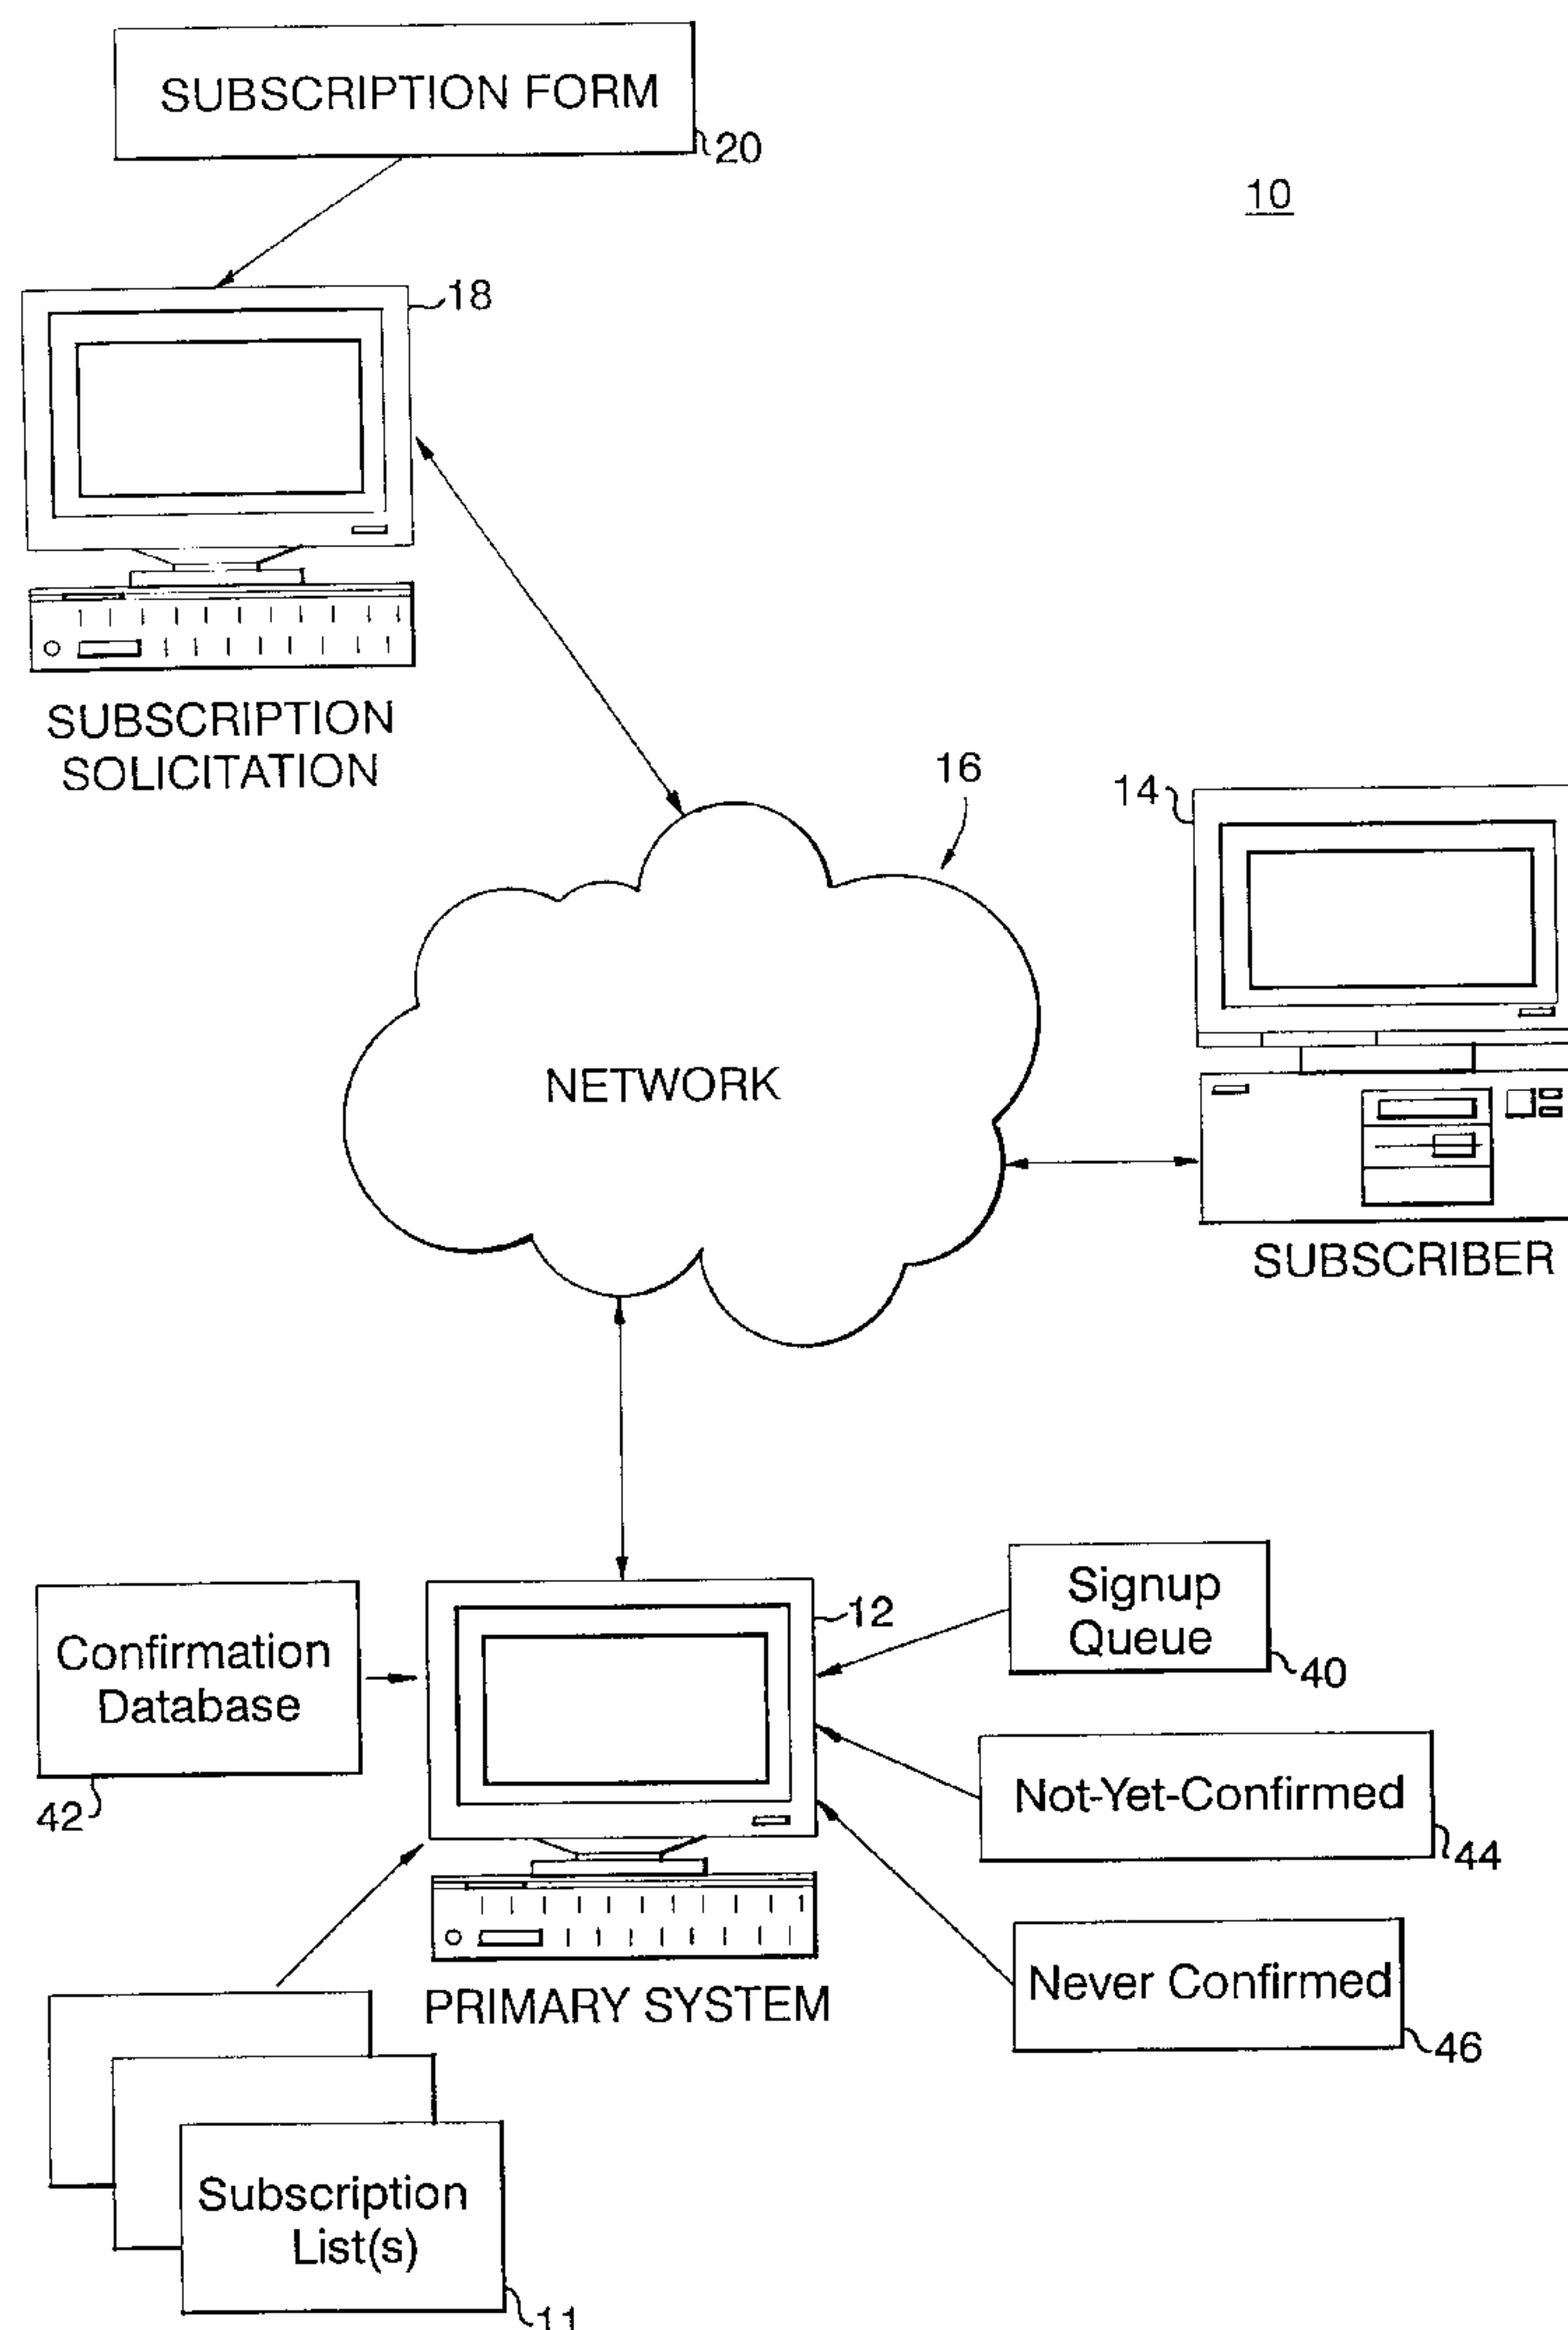 SUBSCRIPTION FORM
20
10
18
SUBSCRIPTION
SOLICITATION
16
14
NETWORK
SUBSCRIBER
12
Signup
Queue
40
Confirmation
Database
42
Not-Yet-Confirmed
44
Never Confirmed
46
PRIMARY SYSTEM
Subscription
List(s)
11